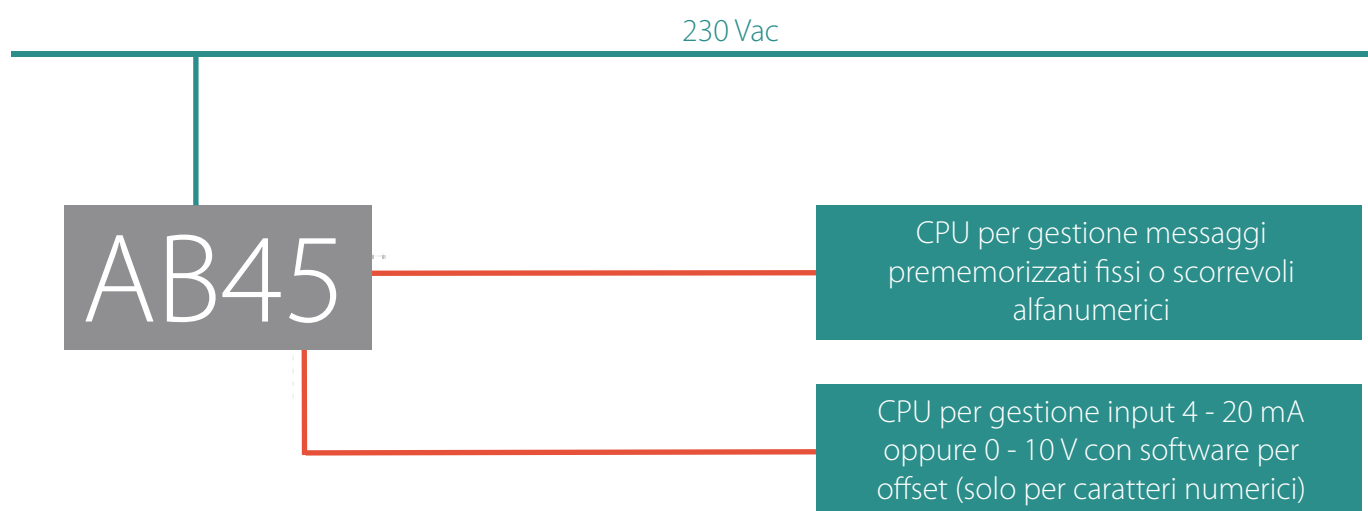 230 Vac
AB45
CPU per gestione messaggi
prememorizzati fissi o scorrevoli
alfanumerici
CPU per gestione input 4 - 20 mA
oppure 0 - 10 V con software per
offset (solo per caratteri numerici)